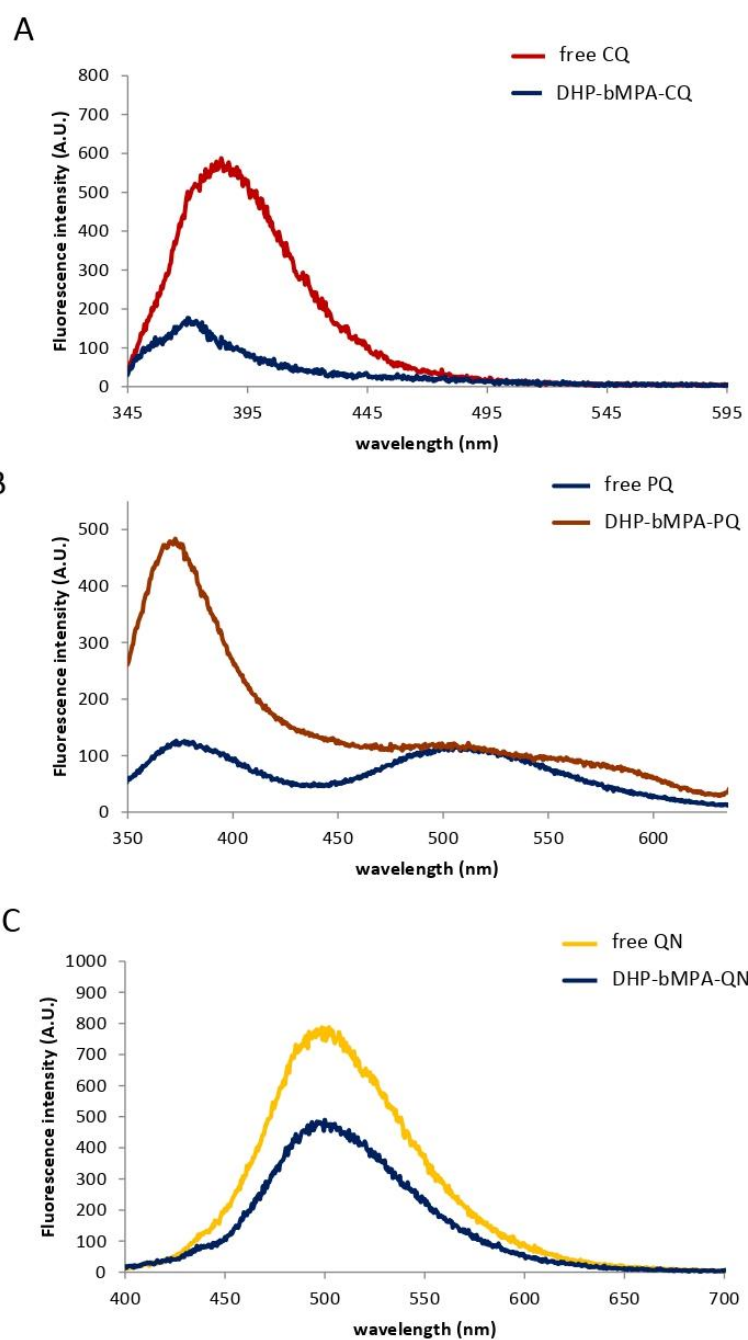 A
free CQ
DHP-bMPA-CQ
Fluorescence intensity (A.U.)
800
700
600
500
400
300
200
100
0
345 395 445 495 545 595
wavelength (nm)
B
free PQ
DHP-bMPA-PQ
Fluorescence intensity (A.U.)
500
400
300
200
100
0
350 400 450 500 550 600
wavelength (nm)
C
free QN
DHP-bMPA-QN
Fluorescence intensity (A.U.)
1000
900
800
700
600
500
400
300
200
100
0
400 450 500 550 600 650 700
wavelength (nm)